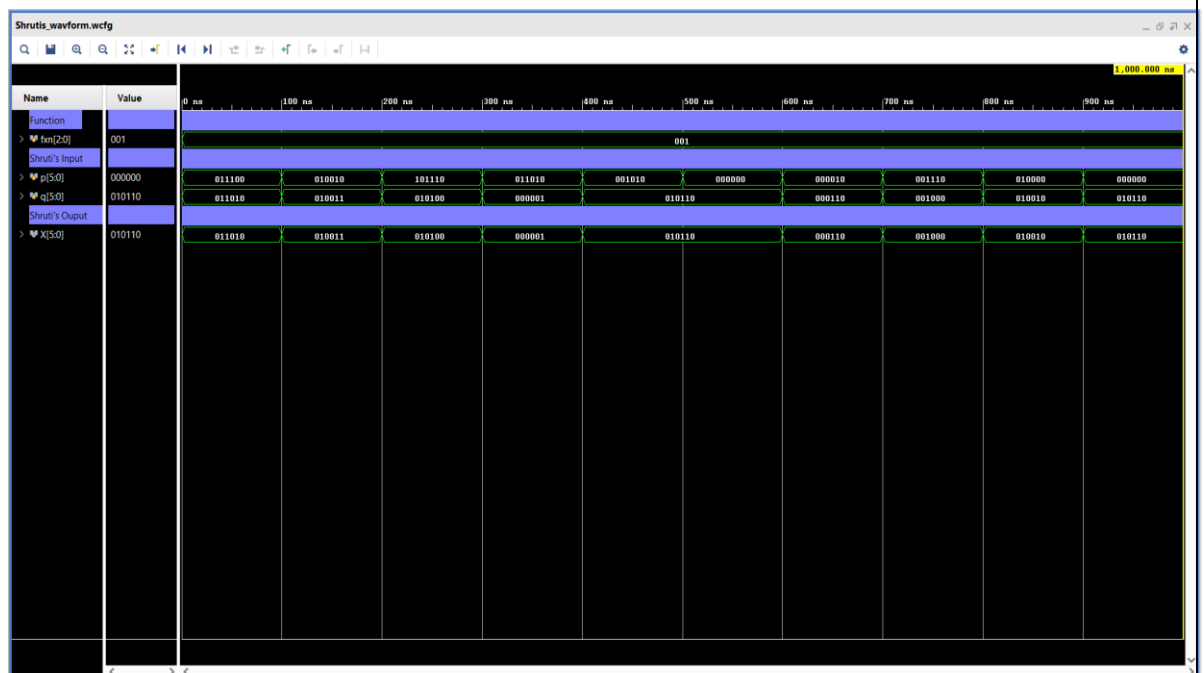 Shrutis_wavform.wcfg
1,000.000 ns
Name Value 0 ns 100 ns 200 ns 300 ns 400 ns 500 ns 600 ns 700 ns 800 ns 900 ns
Function
fxn[2:0] 001 001
Shruti's Input
p[5:0] 000000 011100 010010 101110 011010 001010 000000 000010 001110 010000 000000
q[5:0] 010110 011010 010011 010100 000001 010110 000110 001000 010010 010110
Shruti's Ouput
X[5:0] 010110 011010 010011 010100 000001 010110 000110 001000 010010 010110